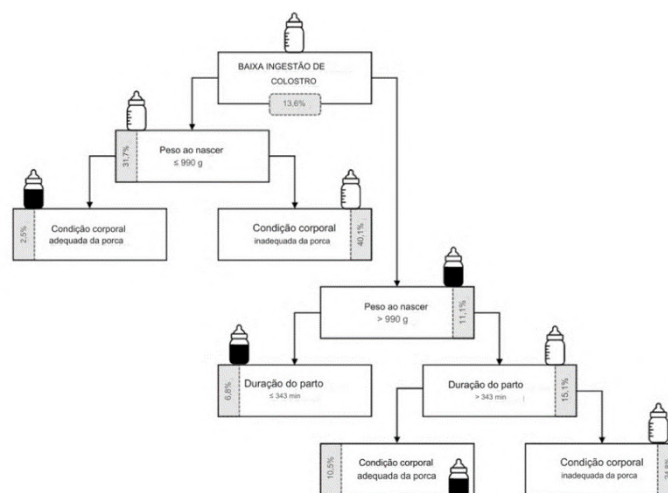 BAIXA INGESTÃO DE
COLOSTRO
13,6%
31,7%
Peso ao nascer
≤ 990 g
2,5%
Condição corporal
adequada da porca
Condição corporal
inadequada da porca
40,1%
Peso ao nascer
> 990 g
11,1%
6,8%
Duração do parto
≤ 343 min
Duração do parto
> 343 min
15,1%
10,5%
Condição corporal
adequada da porca
Condição corporal
inadequada da porca